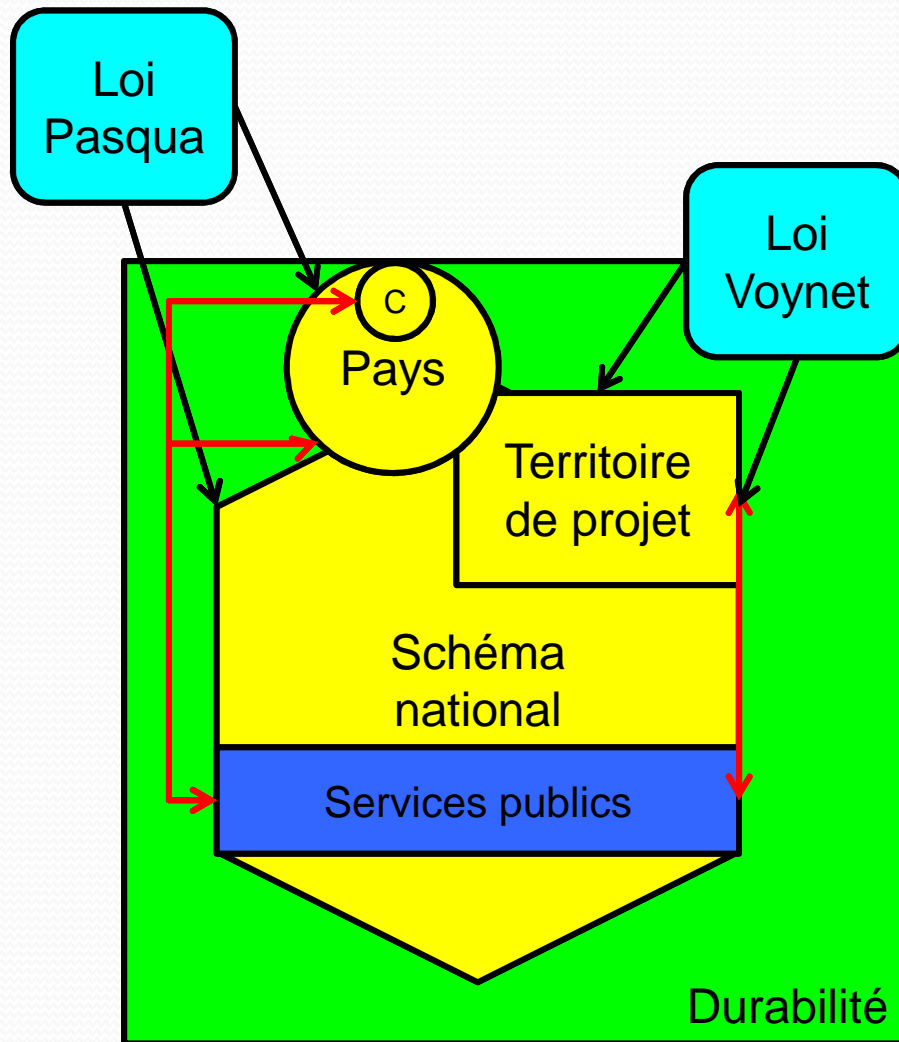 Loi
Pasqua
Loi
Voynet
C
Pays
Territoire
de projet
Schéma
national
Services publics
Durabilité